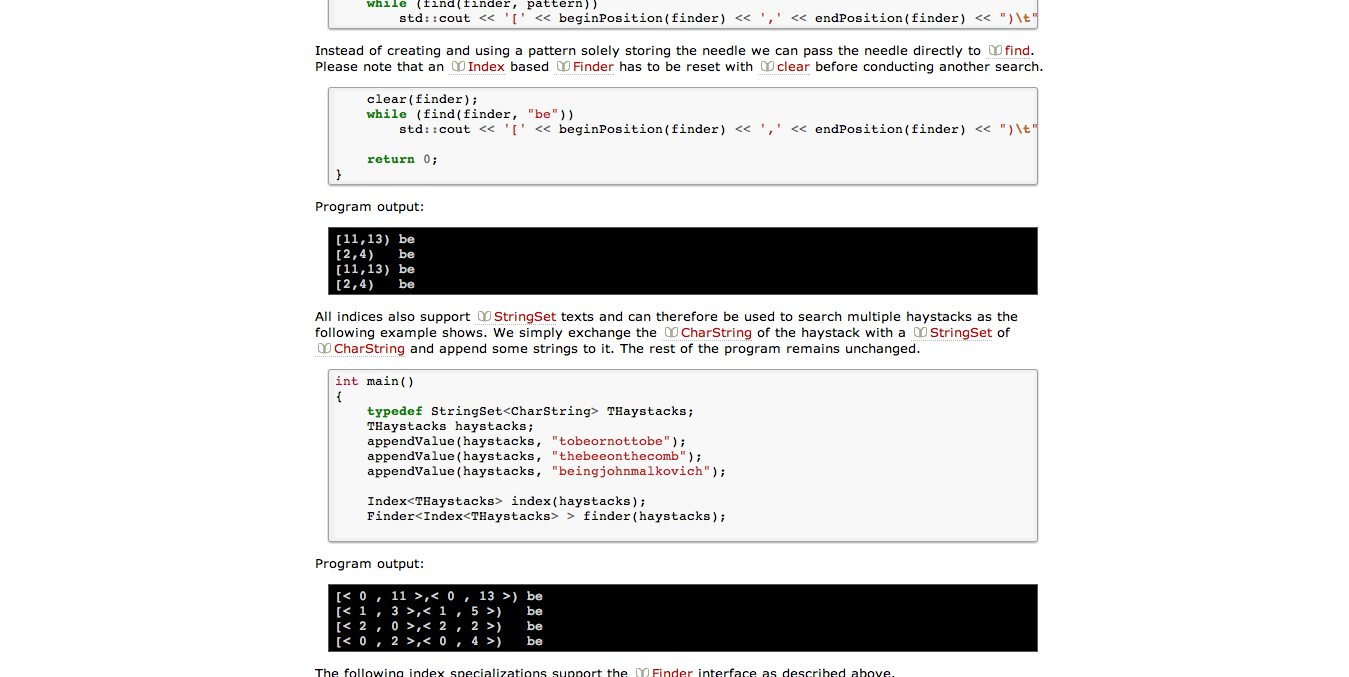 while (find(finder, pattern))
std::cout << '[' << beginPosition(finder) << ',' << endPosition(finder) << ")\t"
Instead of creating and using a pattern solely storing the needle we can pass the needle directly to find.
Please note that an Index based Finder has to be reset with clear before conducting another search.
clear(finder);
while (find(finder, "be"))
std::cout << '[' << beginPosition(finder) << ',' << endPosition(finder) << ")\t"
return 0;
}
Program output:
[11,13) be
[2,4) be
[11,13) be
[2,4) be
All indices also support StringSet texts and can therefore be used to search multiple haystacks as the
following example shows. We simply exchange the CharString of the haystack with a StringSet of
CharString and append some strings to it. The rest of the program remains unchanged.
int main()
{
typedef StringSet<CharString> THaystacks;
THaystacks haystacks;
appendValue(haystacks, "tobeornottobe");
appendValue(haystacks, "thebeeonthecomb");
appendValue(haystacks, "beingjohnmalkovich");
Index<THaystacks> index(haystacks);
Finder<Index<THaystacks> > finder(haystacks);
Program output:
[< 0 , 11 >,< 0 , 13 >) be
[< 1 , 3 >,< 1 , 5 >) be
[< 2 , 0 >,< 2 , 2 >) be
[< 0 , 2 >,< 0 , 4 >) be
The following index specializations support the Finder interface as described above.